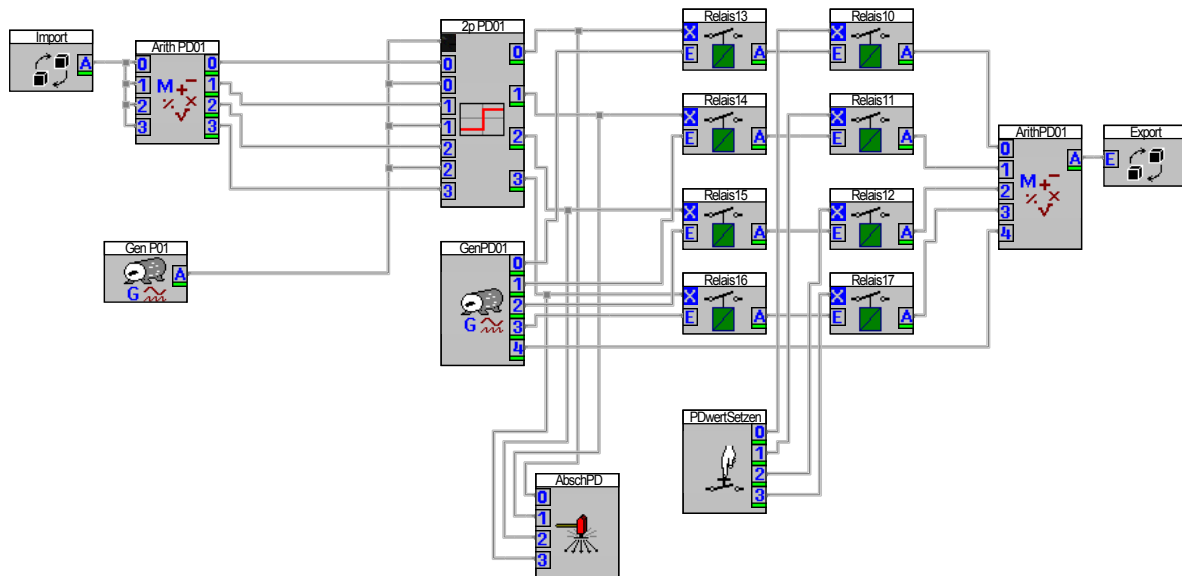 Import
A
Arith PD01
0 0
1 1
2 2
3 3
M
2p PD01
0
0
1
1
2
2
3
0
1
2
3
Gen P01
A
G
GenPD01
0
1
2
3
4
G
Relais13
X
E A
Relais10
X
E A
Relais14
X
E A
Relais11
X
E A
Relais15
X
E A
Relais12
X
E A
Relais16
X
E A
Relais17
X
E A
ArithPD01
0
1
2
3
4
M
A
Export
E
PDwertSetzen
0
1
2
3
AbschPD
0
1
2
3